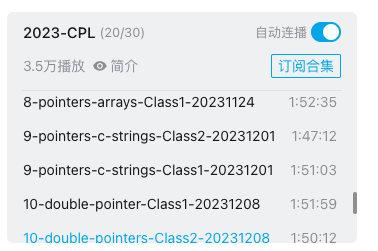 2023-CPL (20/30) 自动连播
3.5万播放 简介 订阅合集
8-pointers-arrays-Class1-20231124 1:52:35
9-pointers-c-strings-Class2-20231201 1:47:12
9-pointers-c-strings-Class1-20231201 1:51:03
10-double-pointer-Class1-20231208 1:51:59
10-double-pointers-Class2-20231208 1:50:12